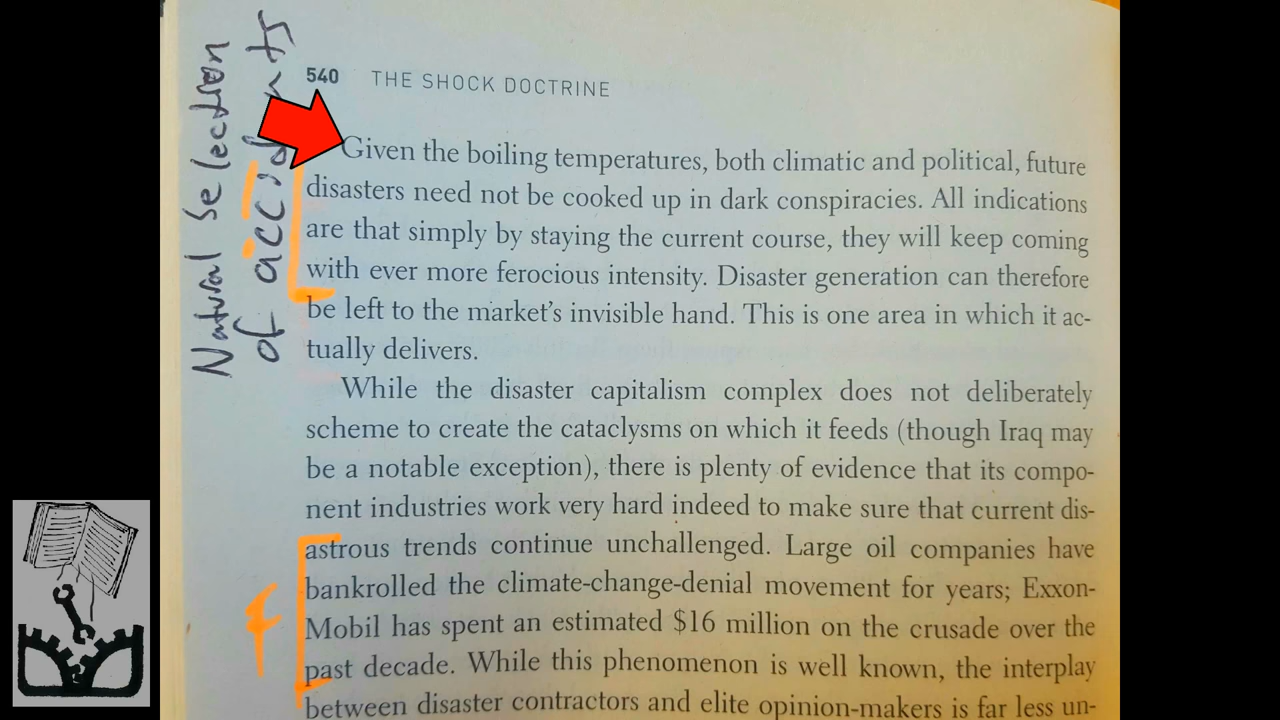 Natural Selection
of accidents
540 THE SHOCK DOCTRINE
Given the boiling temperatures, both climatic and political, future
disasters need not be cooked up in dark conspiracies. All indications
are that simply by staying the current course, they will keep coming
with ever more ferocious intensity. Disaster generation can therefore
be left to the market’s invisible hand. This is one area in which it ac-
tually delivers.
While the disaster capitalism complex does not deliberately
scheme to create the cataclysms on which it feeds (though Iraq may
be a notable exception), there is plenty of evidence that its compo-
nent industries work very hard indeed to make sure that current dis-
astrous trends continue unchallenged. Large oil companies have
bankrolled the climate-change-denial movement for years; Exxon-
Mobil has spent an estimated $16 million on the crusade over the
past decade. While this phenomenon is well known, the interplay
between disaster contractors and elite opinion-makers is far less un-